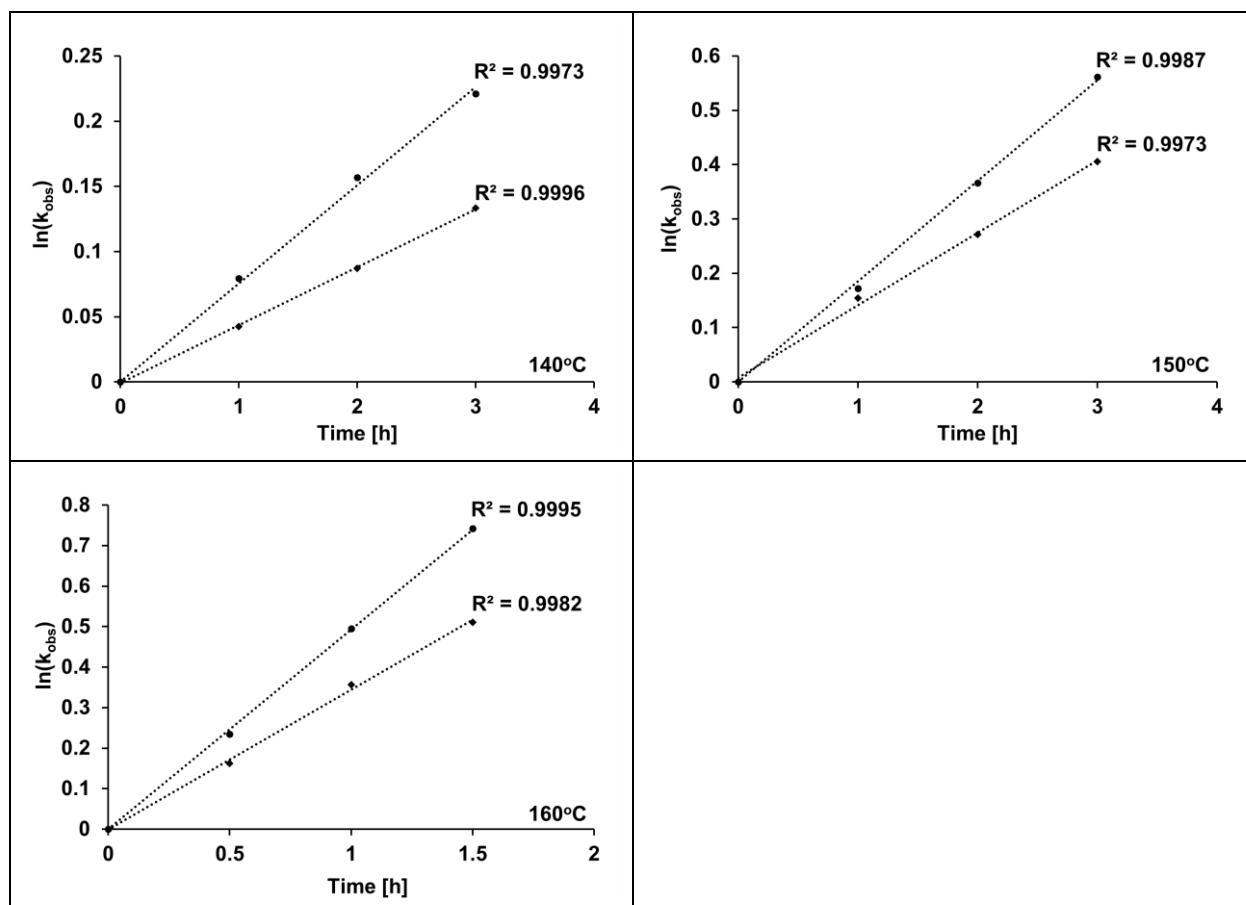 0.25
0.2
0.15
0.1
0.05
0
ln(k_obs)
R² = 0.9973
R² = 0.9996
140°C
0 1 2 3 4
Time [h]
0.6
0.5
0.4
0.3
0.2
0.1
0
ln(k_obs)
R² = 0.9987
R² = 0.9973
150°C
0 1 2 3 4
Time [h]
0.8
0.7
0.6
0.5
0.4
0.3
0.2
0.1
0
ln(k_obs)
R² = 0.9995
R² = 0.9982
160°C
0 0.5 1 1.5 2
Time [h]